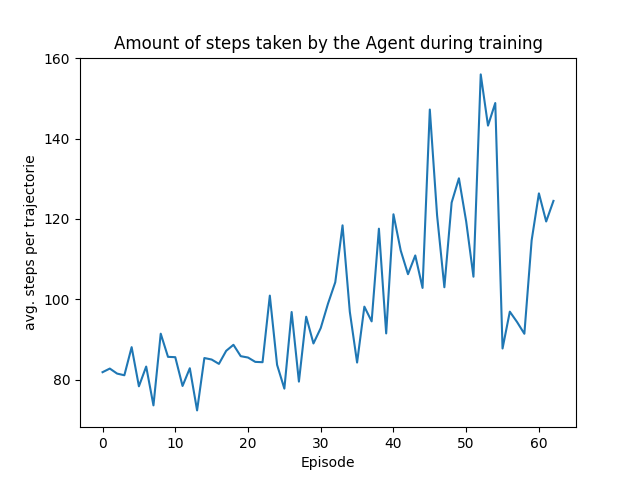 Amount of steps taken by the Agent during training
avg. steps per trajectorie
160
140
120
100
80
0 10 20 30 40 50 60
Episode